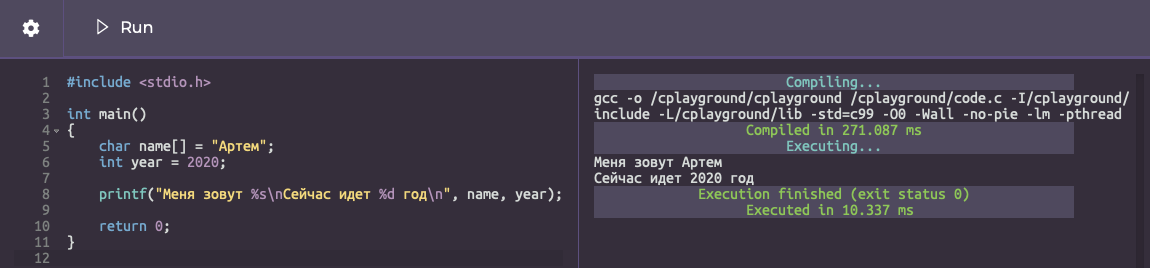 Run
1 #include <stdio.h>
2
3 int main()
4 {
5     char name[] = "Артем";
6     int year = 2020;
7
8     printf("Меня зовут %s\nСейчас идет %d год\n", name, year);
9
10     return 0;
11 }
12
Compiling...
gcc -o /cplayground/cplayground /cplayground/code.c -I/cplayground/
include -L/cplayground/lib -std=c99 -O0 -Wall -no-pie -lm -pthread
Compiled in 271.087 ms
Executing...
Меня зовут Артем
Сейчас идет 2020 год
Execution finished (exit status 0)
Executed in 10.337 ms